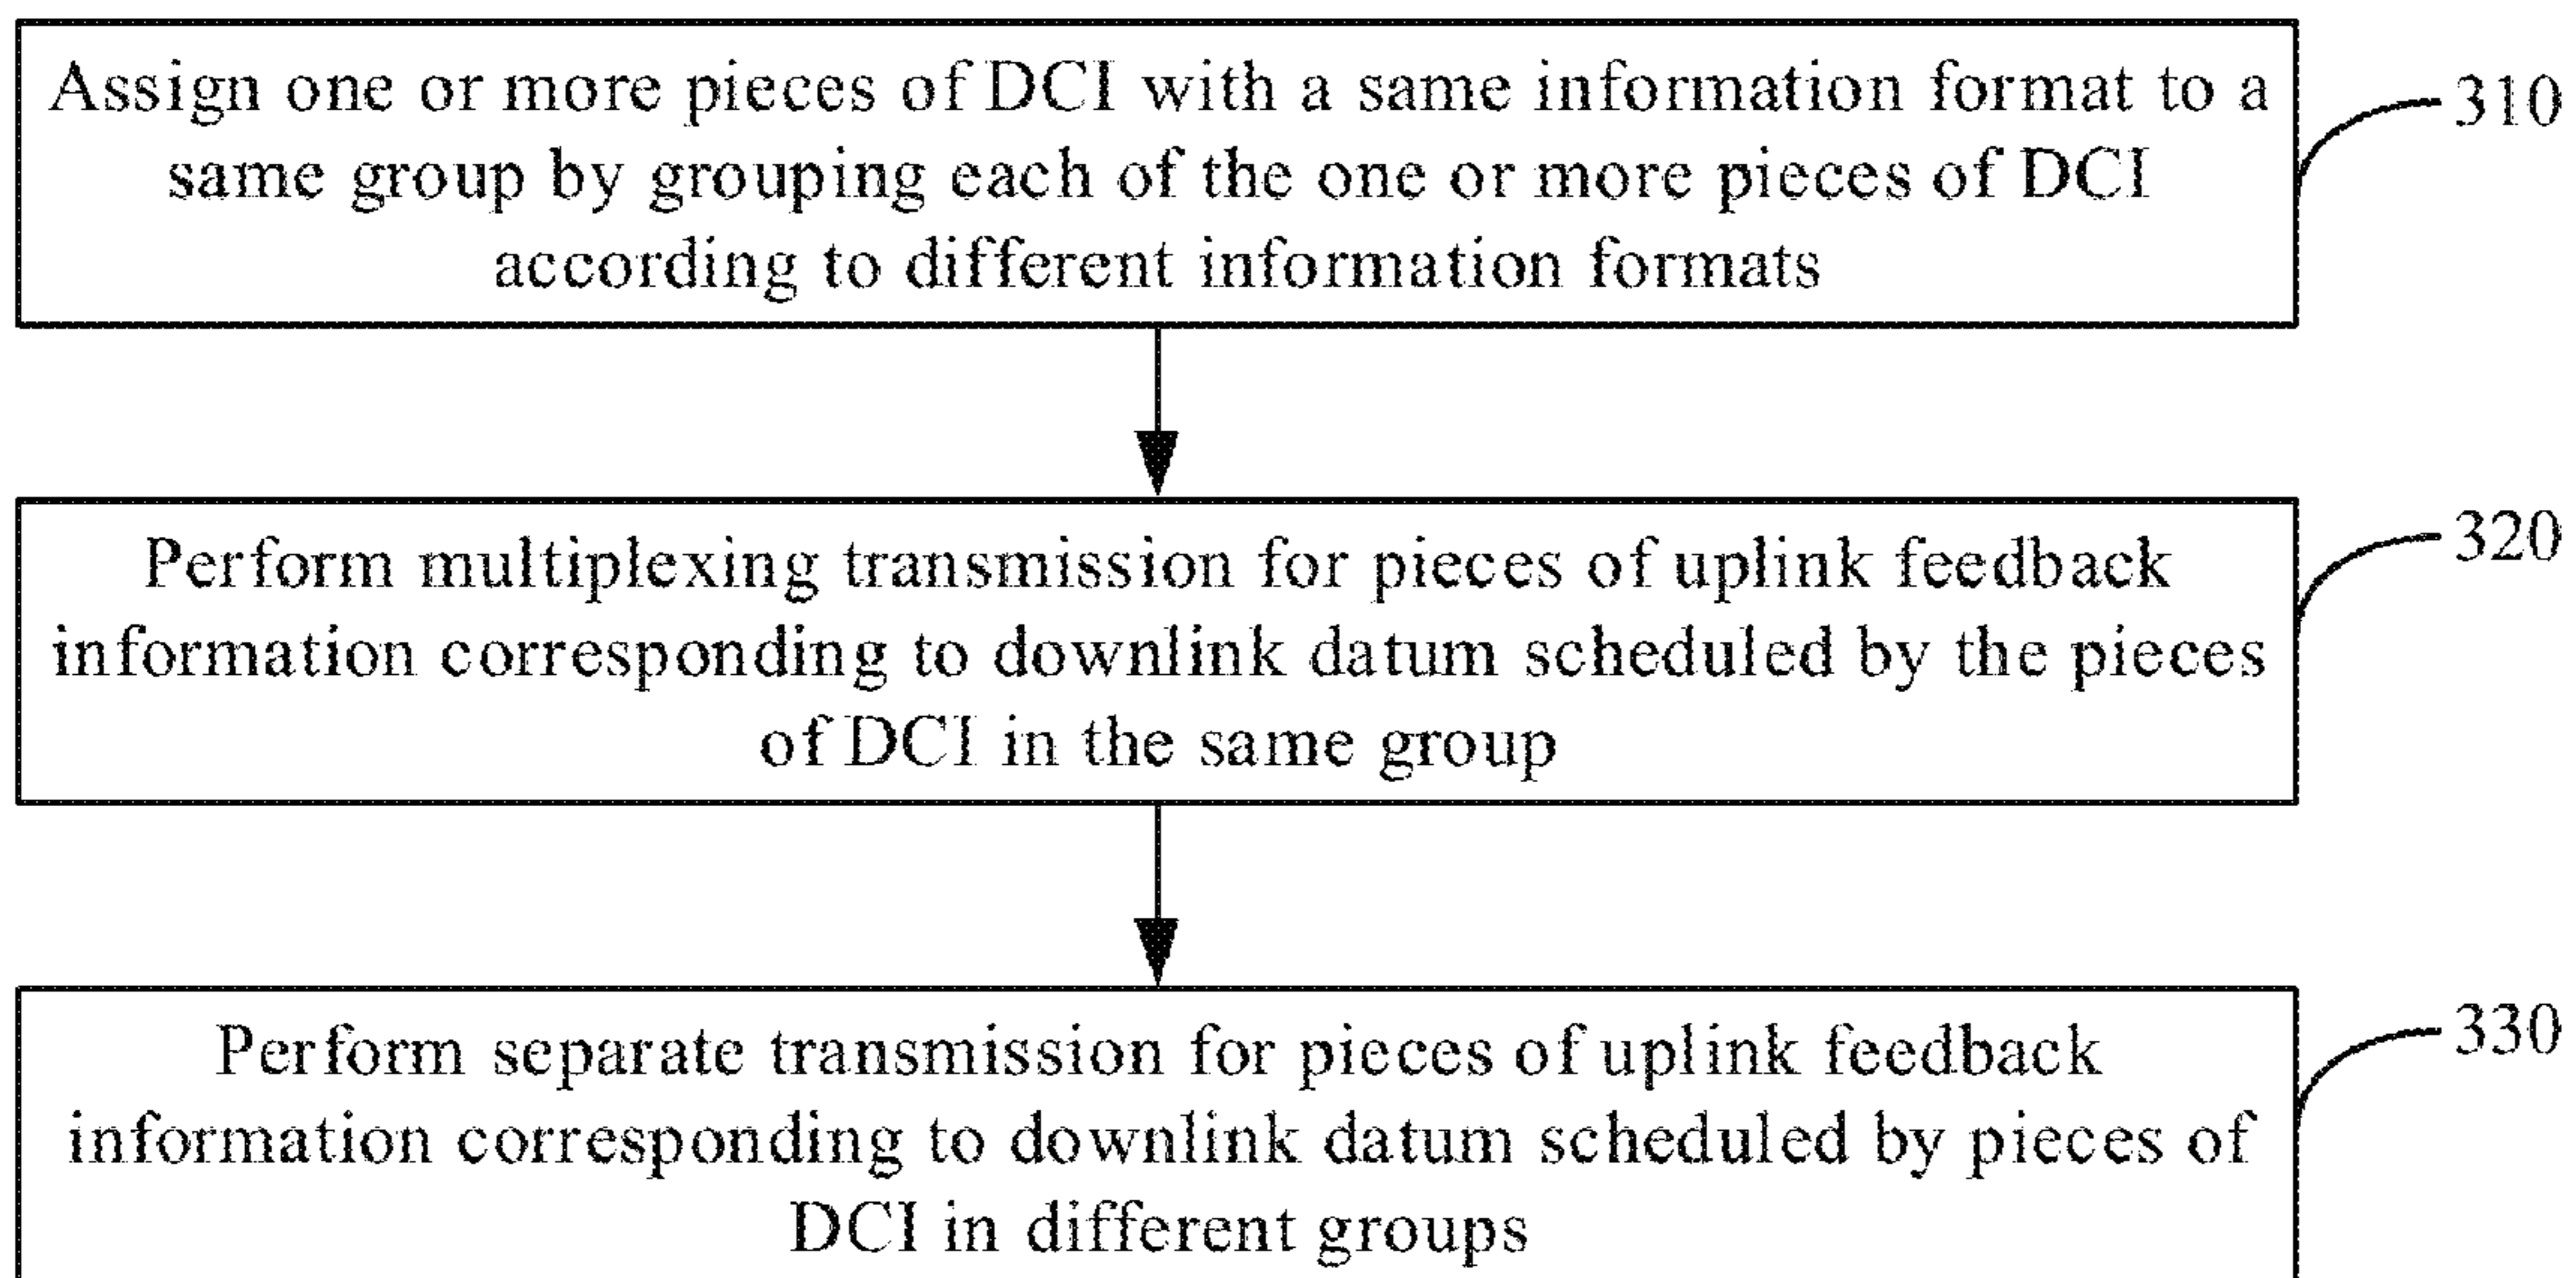 Assign one or more pieces of DCI with a same information format to a
same group by grouping each of the one or more pieces of DCI
according to different information formats
310
Perform multiplexing transmission for pieces of uplink feedback
information corresponding to downlink datum scheduled by the pieces
of DCI in the same group
320
Perform separate transmission for pieces of uplink feedback
information corresponding to downlink datum scheduled by pieces of
DCI in different groups
330